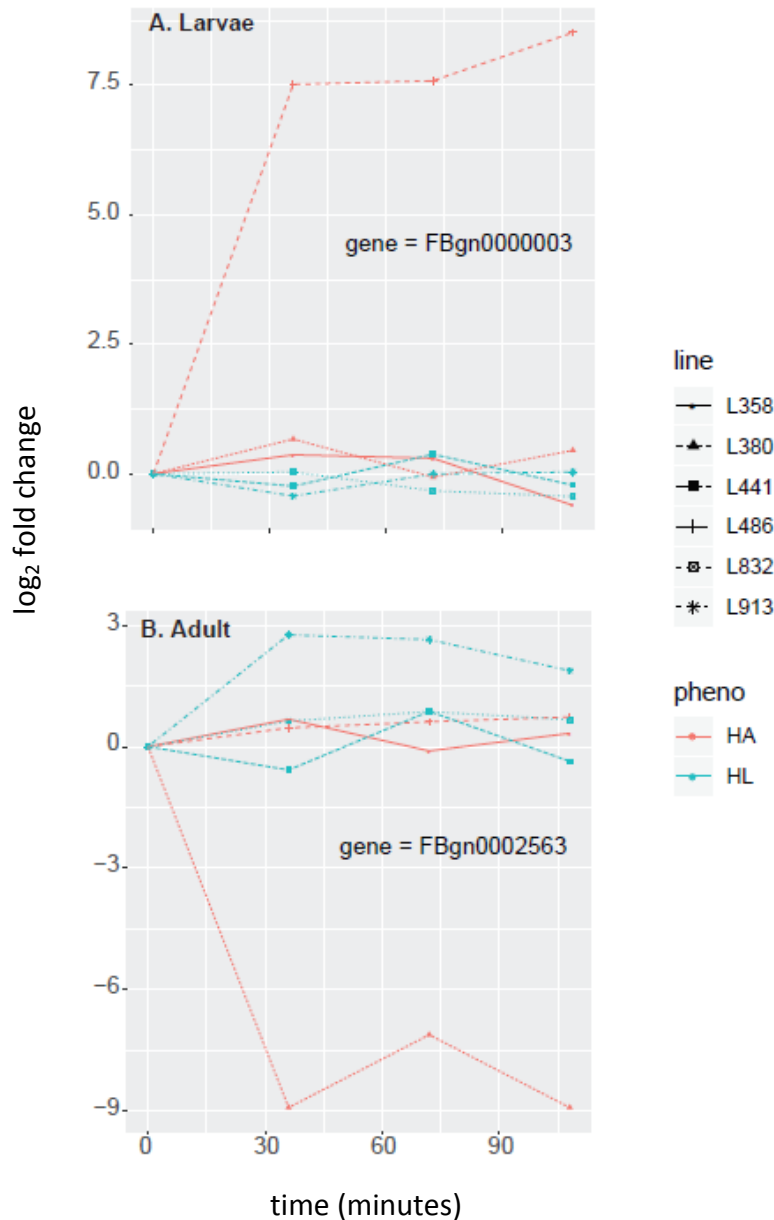 A. Larvae
7.5
5.0
gene = FBgn0000003
2.5
0.0
log₂ fold change
B. Adult
3
0
gene = FBgn0002563
−3
−6
−9
0 30 60 90
time (minutes)
line
L358
L380
L441
L486
L832
L913
pheno
HA
HL